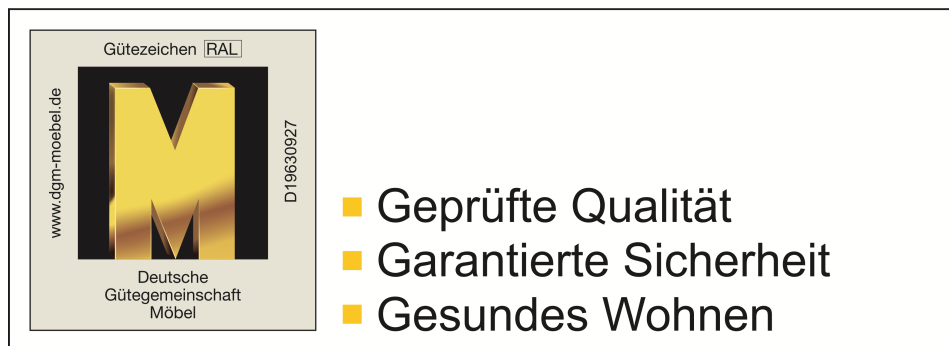 Gütezeichen RAL
www.dgm-moebel.de
M
D19630927
Deutsche
Gütegemeinschaft
Möbel
Geprüfte Qualität
Garantierte Sicherheit
Gesundes Wohnen